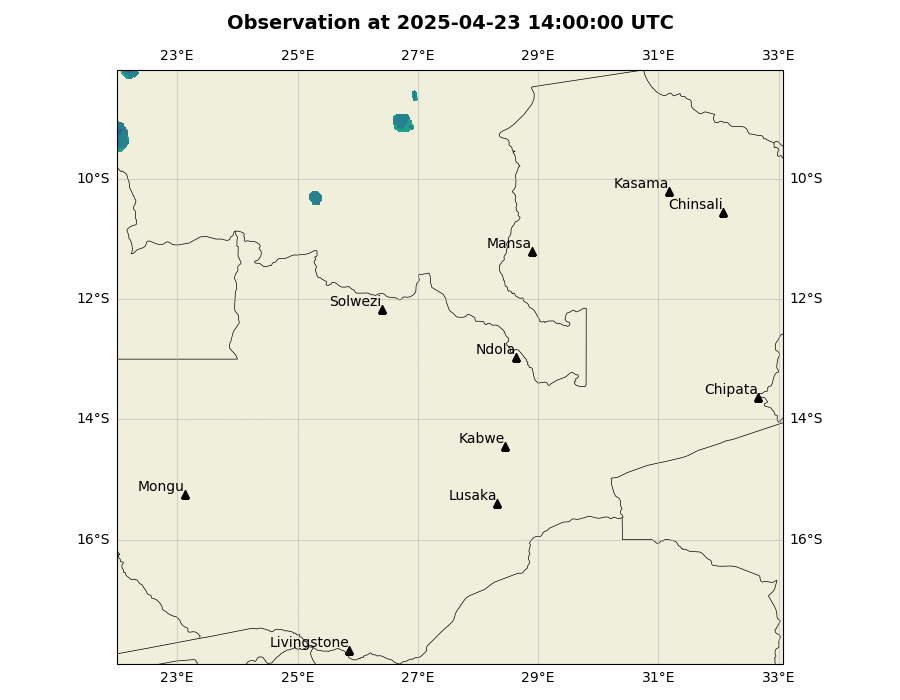 Observation at 2025-04-23 14:00:00 UTC
23°E 25°E 27°E 29°E 31°E 33°E
10°S 10°S
Kasama
Chinsali
Mansa
12°S 12°S
Solwezi
Ndola
Chipata
14°S 14°S
Kabwe
Mongu
Lusaka
16°S 16°S
Livingstone
23°E 25°E 27°E 29°E 31°E 33°E